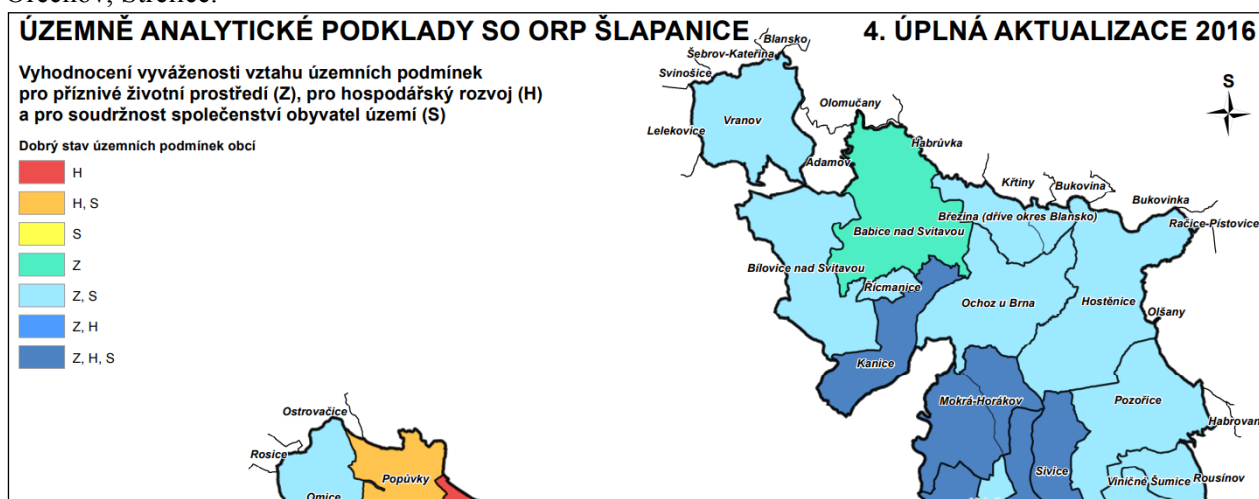 Ořechov, Střelice.
ÚZEMNĚ ANALYTICKÉ PODKLADY SO ORP ŠLAPANICE
4. ÚPLNÁ AKTUALIZACE 2016
Vyhodnocení vyváženosti vztahu územních podmínek
pro příznivé životní prostředí (Z), pro hospodářský rozvoj (H)
a pro soudržnost společenství obyvatel území (S)
Dobrý stav územních podmínek obcí
H
H, S
S
Z
Z, S
Z, H
Z, H, S
S
Blansko
Šebrov-Kateřina
Svinošice
Olomučany
Vranov
Lelekovice
Habrůvka
Adamov
Křtiny
Bukovina
Bukovinka
Březina (dříve okres Blansko)
Račice-Pístovice
Babice nad Svitavou
Bílovice nad Svitavou
Řícmanice
Ochoz u Brna
Hostěnice
Olšany
Kanice
Mokrá-Horákov
Pozořice
Ostrovačice
Habrovan
Rosice
Popůvky
Sivice
Viničné Šumice
Rousínov
Omice